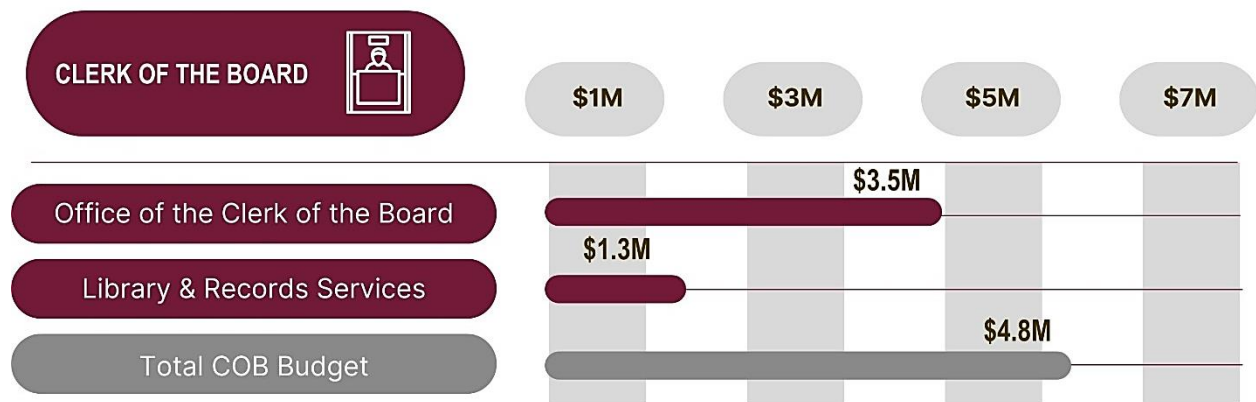 CLERK OF THE BOARD
$1M $3M $5M $7M
Office of the Clerk of the Board $3.5M
Library & Records Services $1.3M
Total COB Budget $4.8M